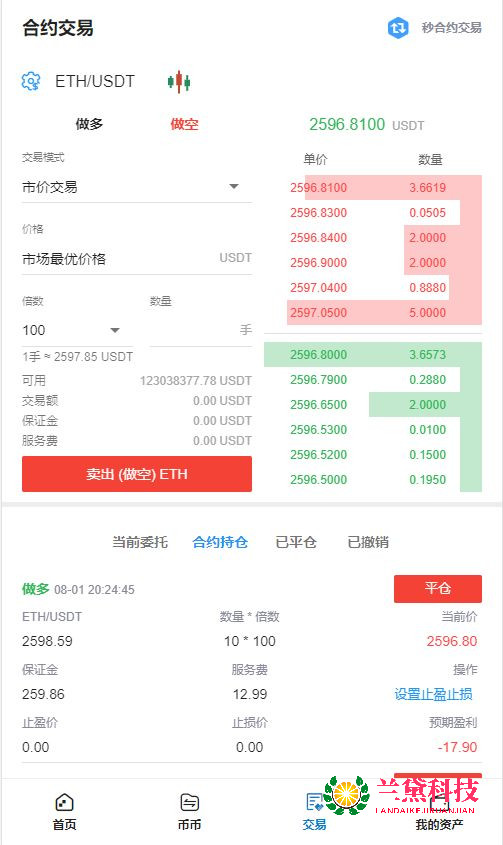 合约交易
秒合约交易
ETH/USDT
做多 做空
2596.8100 USDT
交易模式
市价交易
价格
市场最优价格 USDT
倍数 数量
100 手
1手 ≈ 2597.85 USDT
可用 123038377.78 USDT
交易额 0.00 USDT
保证金 0.00 USDT
服务费 0.00 USDT
卖出 (做空) ETH
单价 数量
2596.8100 3.6619
2596.8300 0.0505
2596.8400 2.0000
2596.9000 2.0000
2597.0400 0.8880
2597.0500 5.0000
2596.8000 3.6573
2596.7900 0.2880
2596.6500 2.0000
2596.5300 0.0100
2596.5200 0.1500
2596.5000 0.1950
当前委托 合约持仓 已平仓 已撤销
做多 08-01 20:24:45 平仓
ETH/USDT 数量 * 倍数 当前价
2598.59 10 * 100 2596.80
保证金 服务费 操作
259.86 12.99 设置止盈止损
止盈价 止损价 预期盈利
0.00 0.00 -17.90
兰黛科技
LANDAIKEJIYUANJIAN
首页 币币 交易 我的资产